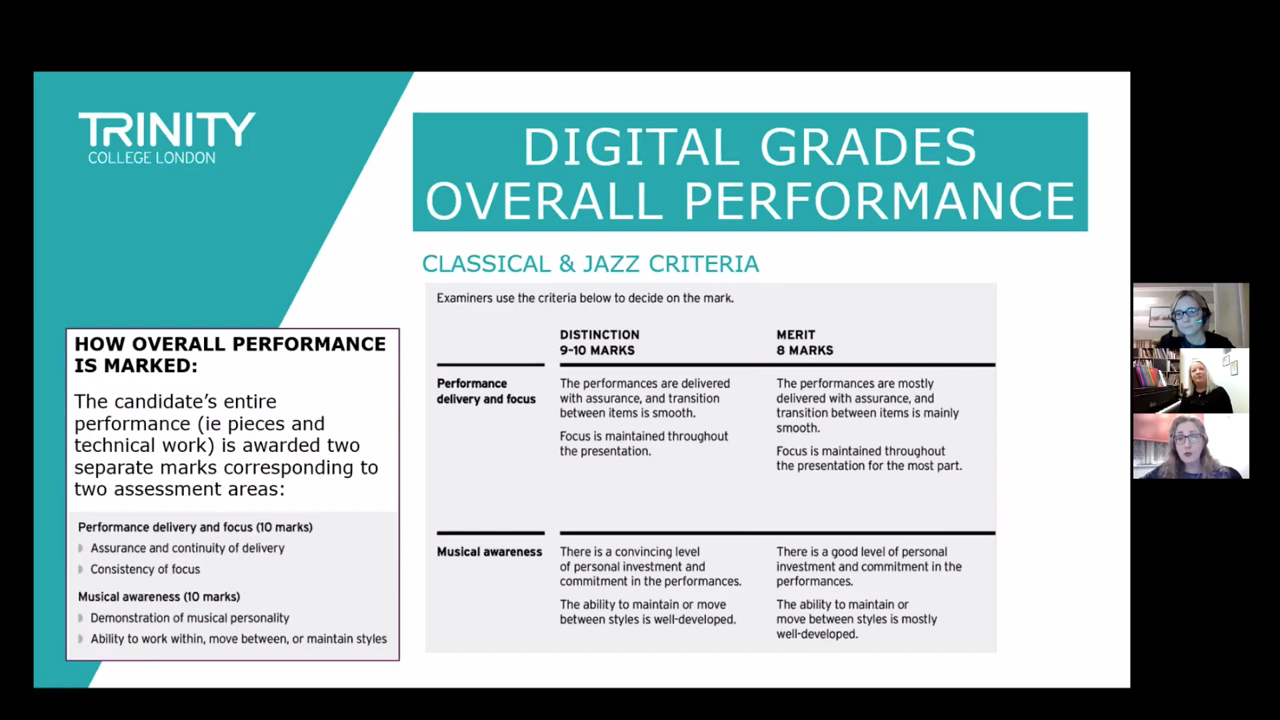 TRINITY
COLLEGE LONDON
DIGITAL GRADES
OVERALL PERFORMANCE
CLASSICAL & JAZZ CRITERIA
HOW OVERALL PERFORMANCE
IS MARKED:
The candidate's entire
performance (ie pieces and
technical work) is awarded two
separate marks corresponding to
two assessment areas:
Performance delivery and focus (10 marks)
Assurance and continuity of delivery
Consistency of focus
Musical awareness (10 marks)
Demonstration of musical personality
Ability to work within, move between, or maintain styles
Examiners use the criteria below to decide on the mark.
DISTINCTION
9-10 MARKS
MERIT
8 MARKS
Performance
delivery and focus
The performances are delivered
with assurance, and transition
between items is smooth.
Focus is maintained throughout
the presentation.
The performances are mostly
delivered with assurance, and
transition between items is mainly
smooth.
Focus is maintained throughout
the presentation for the most part.
Musical awareness
There is a convincing level
of personal investment and
commitment in the performances.
The ability to maintain or move
between styles is well-developed.
There is a good level of personal
investment and commitment in the
performances.
The ability to maintain or
move between styles is mostly
well-developed.